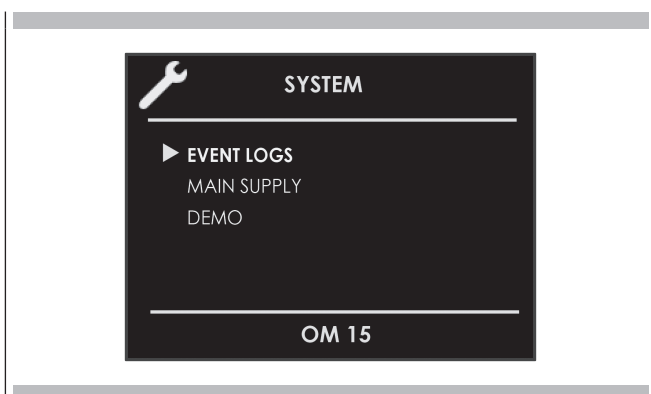 SYSTEM
EVENT LOGS
MAIN SUPPLY
DEMO
OM 15